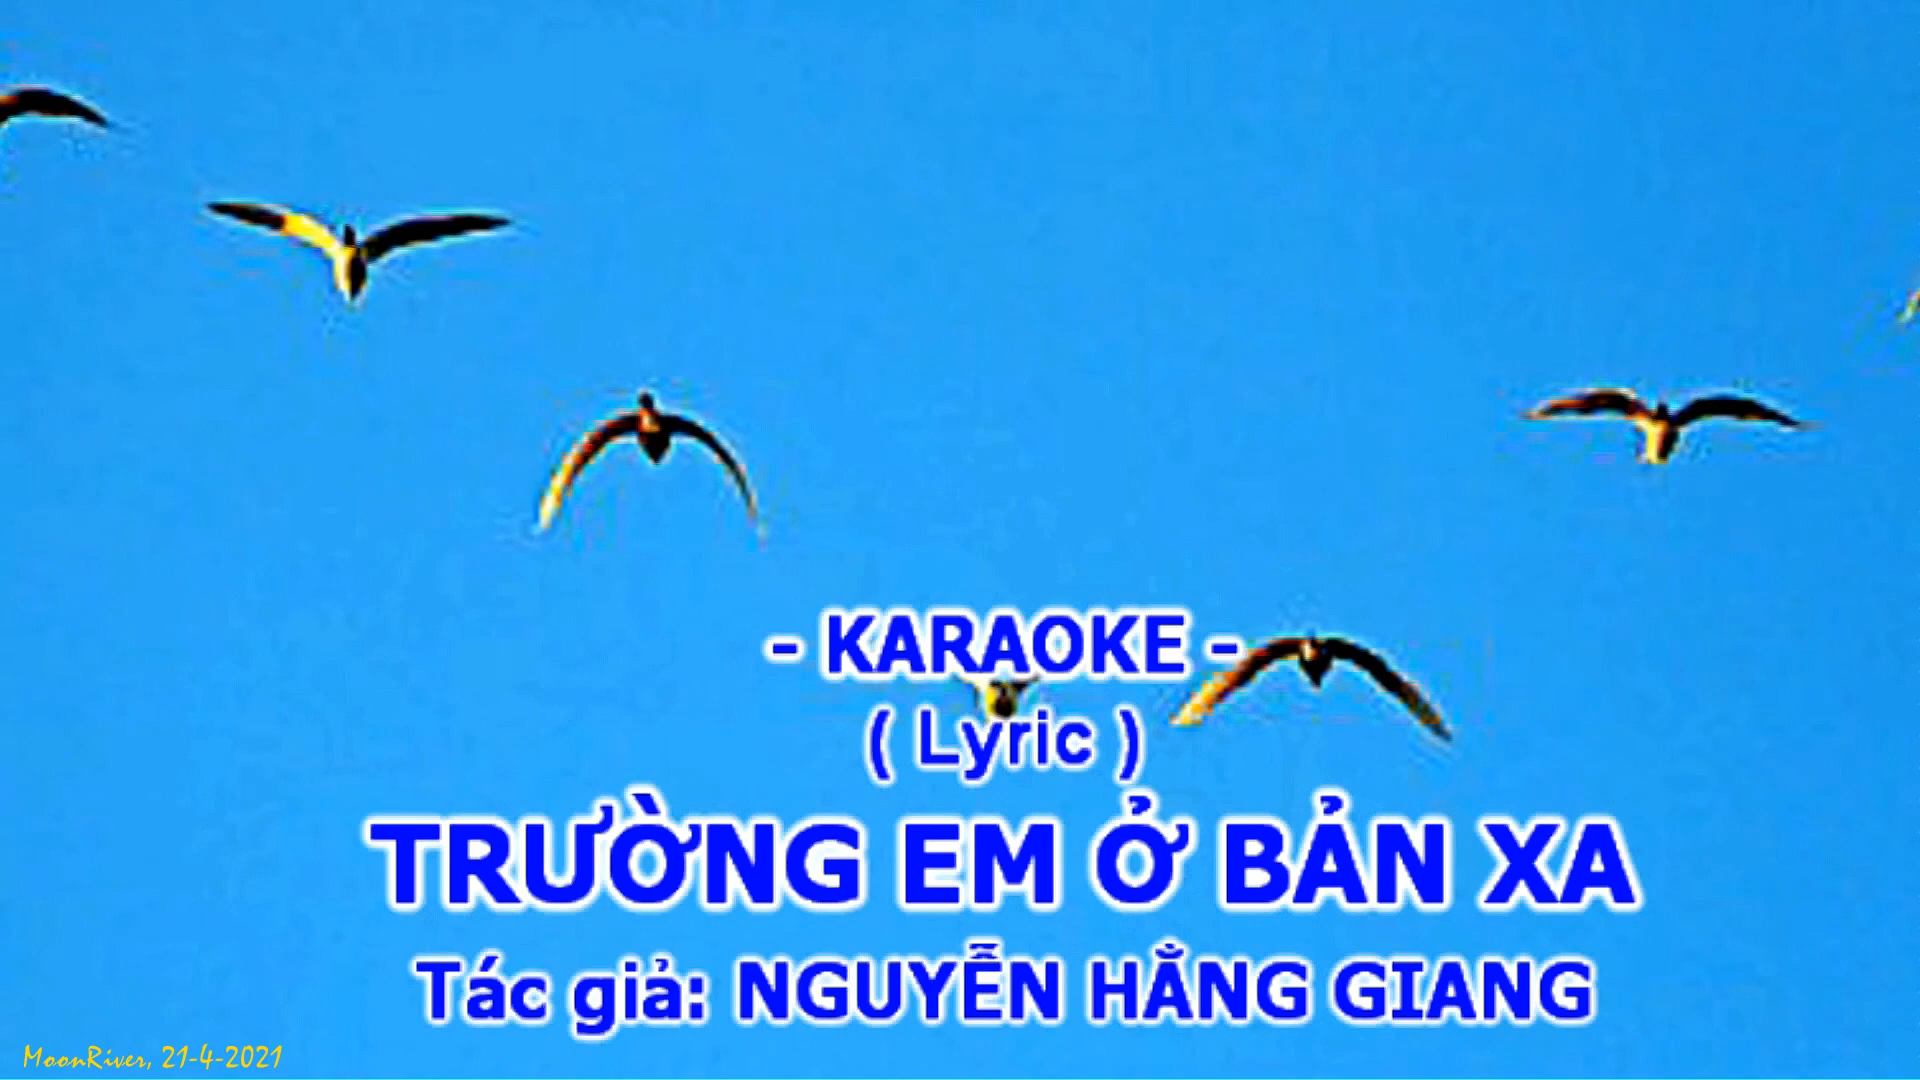 - KARAOKE -
( Lyric )
TRƯỜNG EM Ở BẢN XA
Tác giả: NGUYỄN HẰNG GIANG
MoonRiver, 21-4-2021